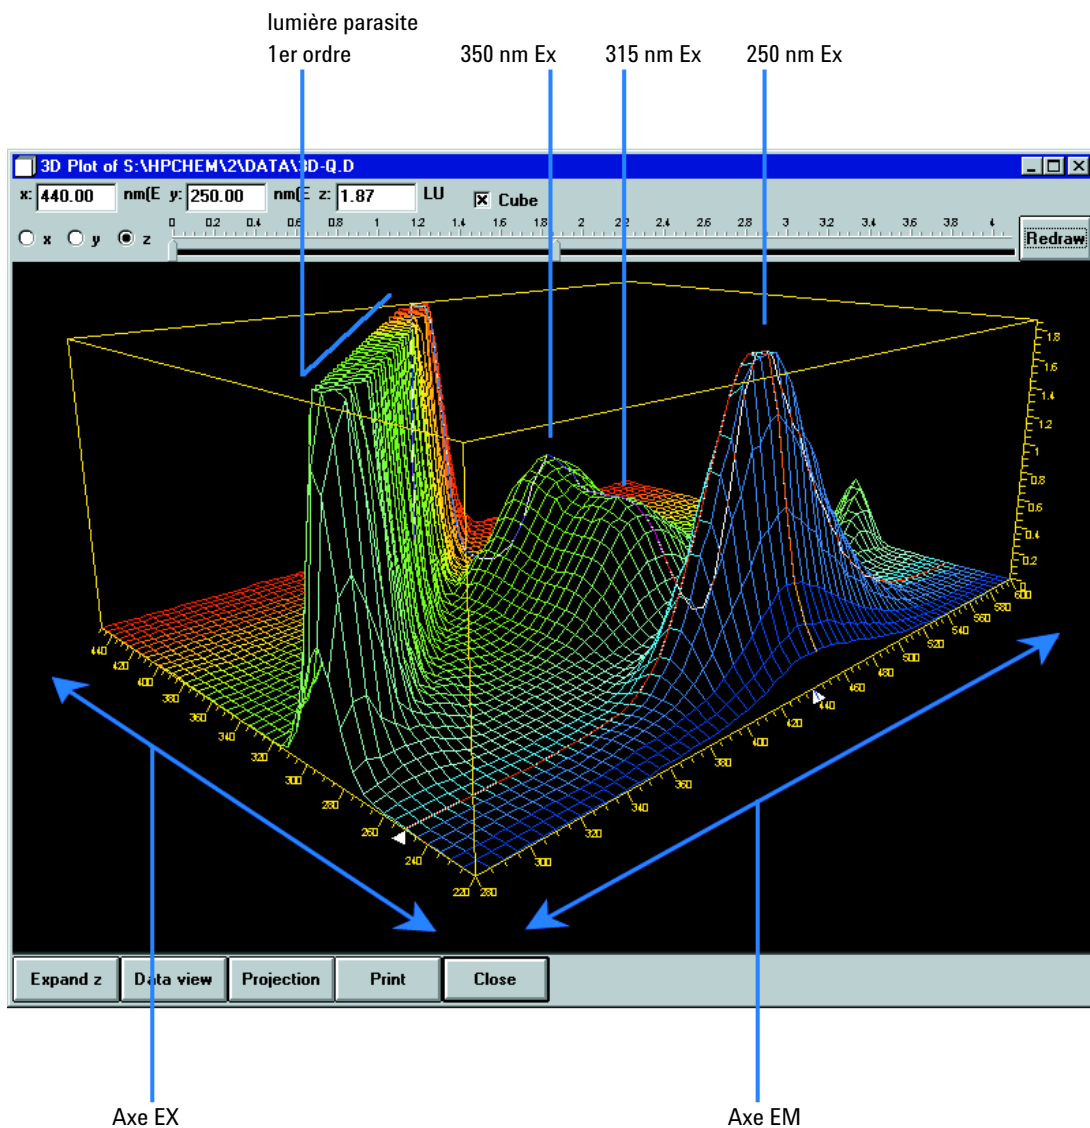 lumière parasite
1er ordre
350 nm Ex
315 nm Ex
250 nm Ex
3D Plot of S:\HPCHEM\2\DATA\3D-Q.D
x: 440.00 nm(E y: 250.00 nm(E z: 1.87 LU Cube
x y z
0 0.2 0.6 0.8 1 1.2 1.4 1.6 1.8 2 2.2 2.4 2.6 2.8 3 3.2 3.4 3.6 3.8 4
Redraw
1.8
1.6
1.4
1.2
1
0.8
0.6
0.4
0.2
0
440 420 400 380 360 340 320 300 280 260 240 220
280 300 320 340 360 380 400 420 440 460 480 500 520 540 560 580 600
Expand z
Data view
Projection
Print
Close
Axe EX
Axe EM